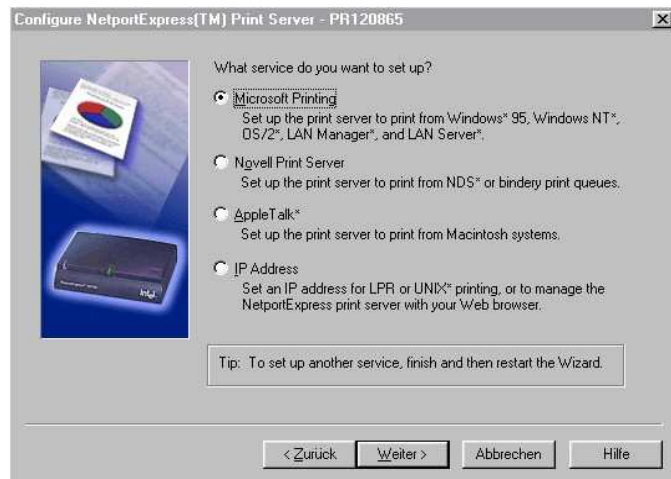 Configure NetportExpress(TM) Print Server - PR120865
What service do you want to set up?
Microsoft Printing
Set up the print server to print from Windows* 95, Windows NT*,
OS/2*, LAN Manager*, and LAN Server*.
Novell Print Server
Set up the print server to print from NDS* or bindery print queues.
AppleTalk*
Set up the print server to print from Macintosh systems.
IP Address
Set an IP address for LPR or UNIX* printing, or to manage the
NetportExpress print server with your Web browser.
intel
Tip: To set up another service, finish and then restart the Wizard.
< Zurück
Weiter >
Abbrechen
Hilfe